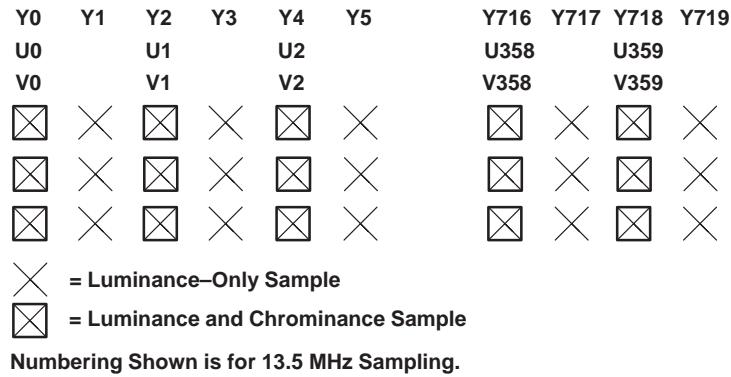 Y0 Y1 Y2 Y3 Y4 Y5 Y716 Y717 Y718 Y719
U0 U1 U2 U358 U359
V0 V1 V2 V358 V359
= Luminance–Only Sample
= Luminance and Chrominance Sample
Numbering Shown is for 13.5 MHz Sampling.